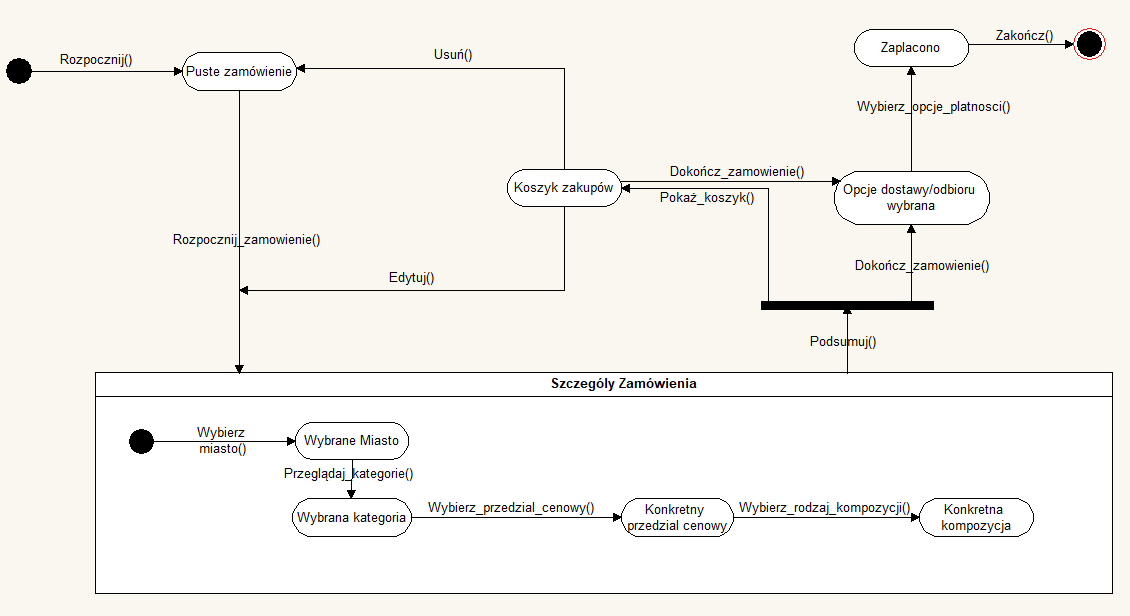 Rozpocznij()
Puste zamówienie
Usuń()
Zaplacono
Zakończ()
Wybierz_opcje_platnosci()
Koszyk zakupów
Dokończ_zamowienie()
Pokaż_koszyk()
Opcje dostawy/odbioru
wybrana
Rozpocznij_zamowienie()
Edytuj()
Dokończ_zamowienie()
Podsumuj()
Szczególy Zamówienia
Wybierz
miasto()
Wybrane Miasto
Przeglądaj_kategorie()
Wybrana kategoria
Wybierz_przedzial_cenowy()
Konkretny
przedzial cenowy
Wybierz_rodzaj_kompozycji()
Konkretna
kompozycja